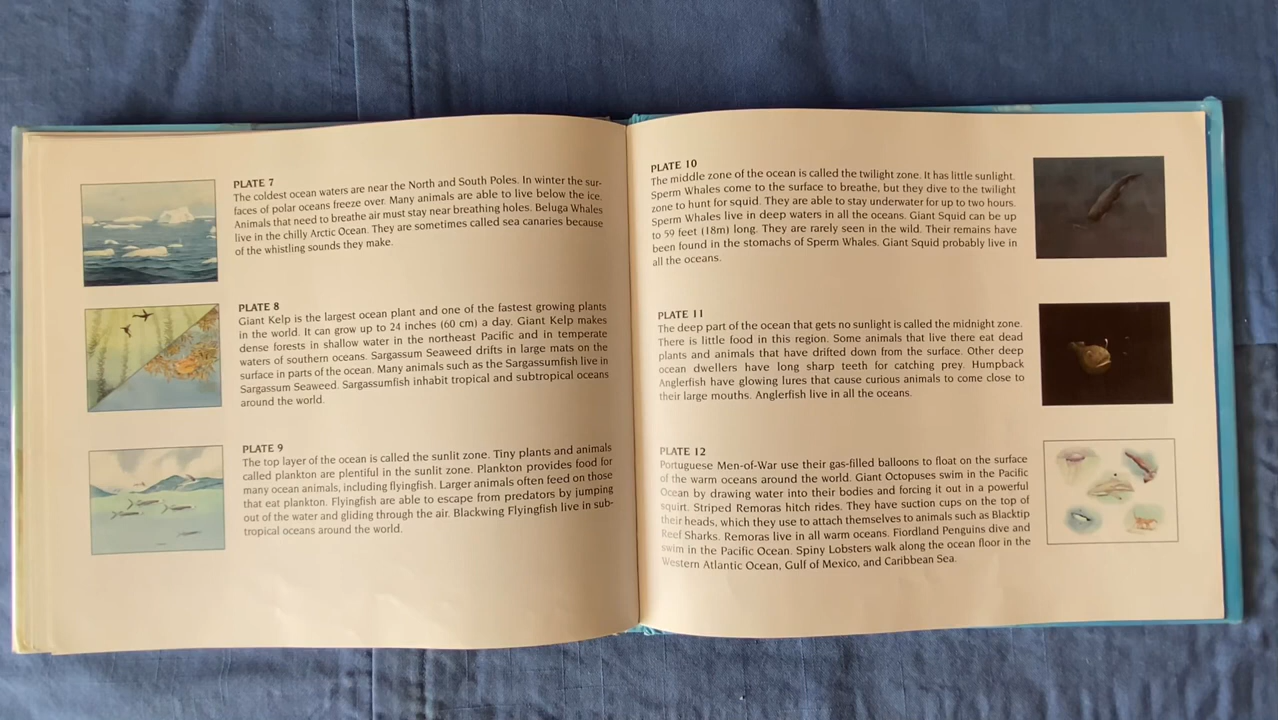 PLATE 7
The coldest ocean waters are near the North and South Poles. In winter the sur-
faces of polar oceans freeze over. Many animals are able to live below the ice.
Animals that need to breathe air must stay near breathing holes. Beluga Whales
live in the chilly Arctic Ocean. They are sometimes called sea canaries because
of the whistling sounds they make.
PLATE 8
Giant Kelp is the largest ocean plant and one of the fastest growing plants
in the world. It can grow up to 24 inches (60 cm) a day. Giant Kelp makes
dense forests in shallow water in the northeast Pacific and in temperate
waters of southern oceans. Sargassum Seaweed drifts in large mats on the
surface in parts of the ocean. Many animals such as the Sargassumfish live in
Sargassum Seaweed. Sargassumfish inhabit tropical and subtropical oceans
around the world.
PLATE 9
The top layer of the ocean is called the sunlit zone. Tiny plants and animals
called plankton are plentiful in the sunlit zone. Plankton provides food for
many ocean animals, including flyingfish. Larger animals often feed on those
that eat plankton. Flyingfish are able to escape from predators by jumping
out of the water and gliding through the air. Blackwing Flyingfish live in sub-
tropical oceans around the world.
PLATE 10
The middle zone of the ocean is called the twilight zone. It has little sunlight.
Sperm Whales come to the surface to breathe, but they dive to the twilight
zone to hunt for squid. They are able to stay underwater for up to two hours.
Sperm Whales live in deep waters in all the oceans. Giant Squid can be up
to 59 feet (18m) long. They are rarely seen in the wild. Their remains have
been found in the stomachs of Sperm Whales. Giant Squid probably live in
all the oceans.
PLATE 11
The deep part of the ocean that gets no sunlight is called the midnight zone.
There is little food in this region. Some animals that live there eat dead
plants and animals that have drifted down from the surface. Other deep
ocean dwellers have long sharp teeth for catching prey. Humpback
Anglerfish have glowing lures that cause curious animals to come close to
their large mouths. Anglerfish live in all the oceans.
PLATE 12
Portuguese Men-of-War use their gas-filled balloons to float on the surface
of the warm oceans around the world. Giant Octopuses swim in the Pacific
Ocean by drawing water into their bodies and forcing it out in a powerful
squirt. Striped Remoras hitch rides. They have suction cups on the top of
their heads, which they use to attach themselves to animals such as Blacktip
Reef Sharks. Remoras live in all warm oceans. Fiordland Penguins dive and
swim in the Pacific Ocean. Spiny Lobsters walk along the ocean floor in the
Western Atlantic Ocean, Gulf of Mexico, and Caribbean Sea.